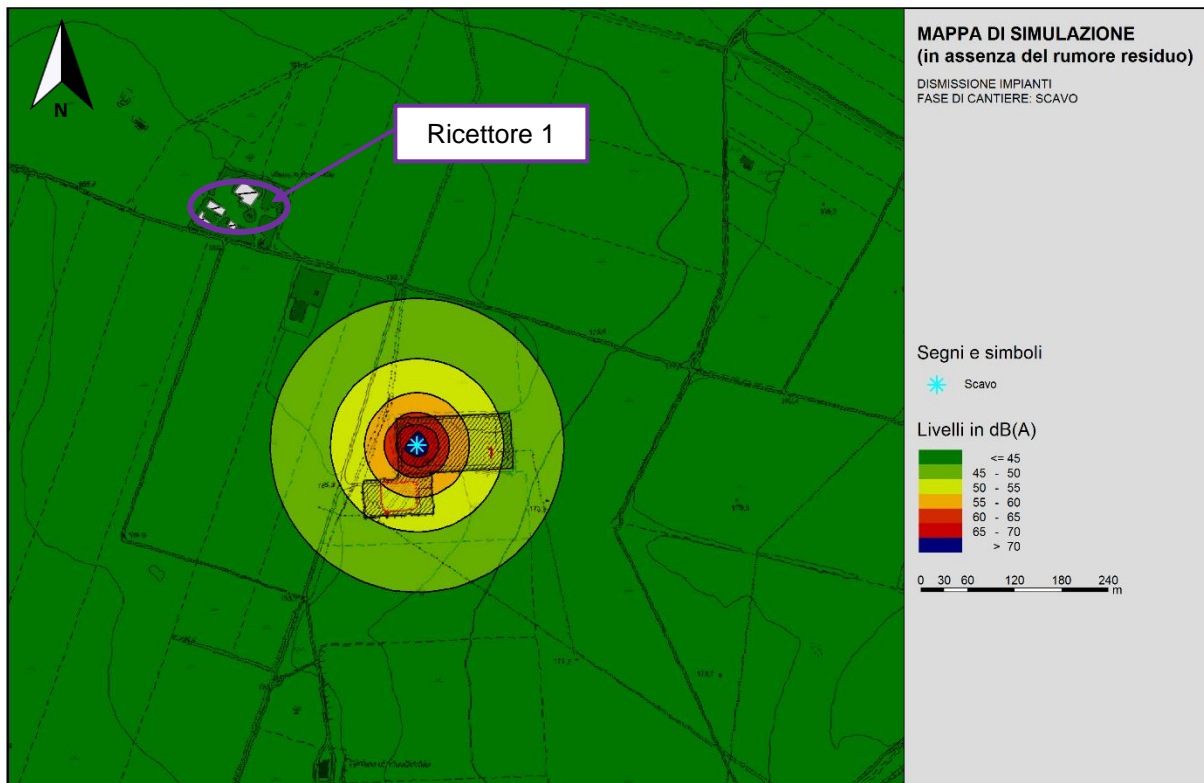 MAPPA DI SIMULAZIONE
(in assenza del rumore residuo)
DISMISSIONE IMPIANTI
FASE DI CANTIERE: SCAVO
N
Ricettore 1
1
Segni e simboli
Scavo
Livelli in dB(A)
<= 45
45 - 50
50 - 55
55 - 60
60 - 65
65 - 70
> 70
0 30 60 120 180 240
m